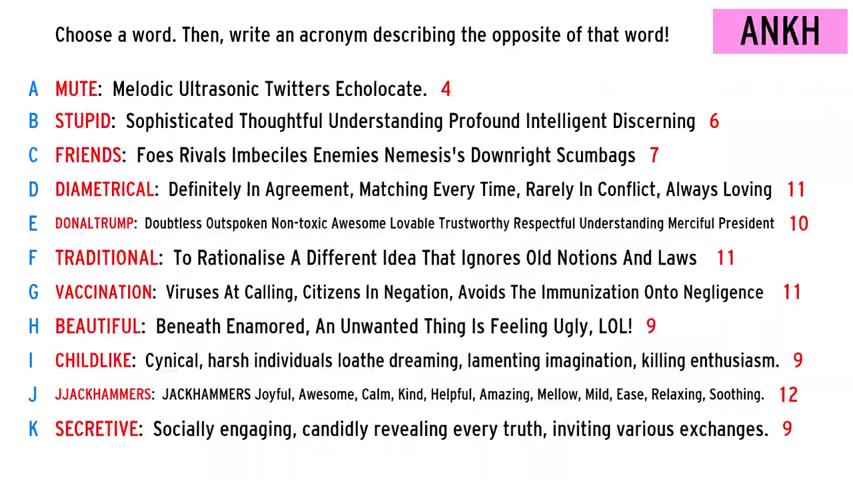 Choose a word. Then, write an acronym describing the opposite of that word!
ANKH
A MUTE: Melodic Ultrasonic Twitters Echolocate. 4
B STUPID: Sophisticated Thoughtful Understanding Profound Intelligent Discerning 6
C FRIENDS: Foes Rivals Imbeciles Enemies Nemesis's Downright Scumbags 7
D DIAMETRICAL: Definitely In Agreement, Matching Every Time, Rarely In Conflict, Always Loving 11
E DONALTRUMP: Doubtless Outspoken Non-toxic Awesome Lovable Trustworthy Respectful Understanding Merciful President 10
F TRADITIONAL: To Rationalise A Different Idea That Ignores Old Notions And Laws 11
G VACCINATION: Viruses At Calling, Citizens In Negation, Avoids The Immunization Onto Negligence 11
H BEAUTIFUL: Beneath Enamored, An Unwanted Thing Is Feeling Ugly, LOL! 9
I CHILDLIKE: Cynical, harsh individuals loathe dreaming, lamenting imagination, killing enthusiasm. 9
J JJACKHAMMERS: JACKHAMMERS Joyful, Awesome, Calm, Kind, Helpful, Amazing, Mellow, Mild, Ease, Relaxing, Soothing. 12
K SECRETIVE: Socially engaging, candidly revealing every truth, inviting various exchanges. 9